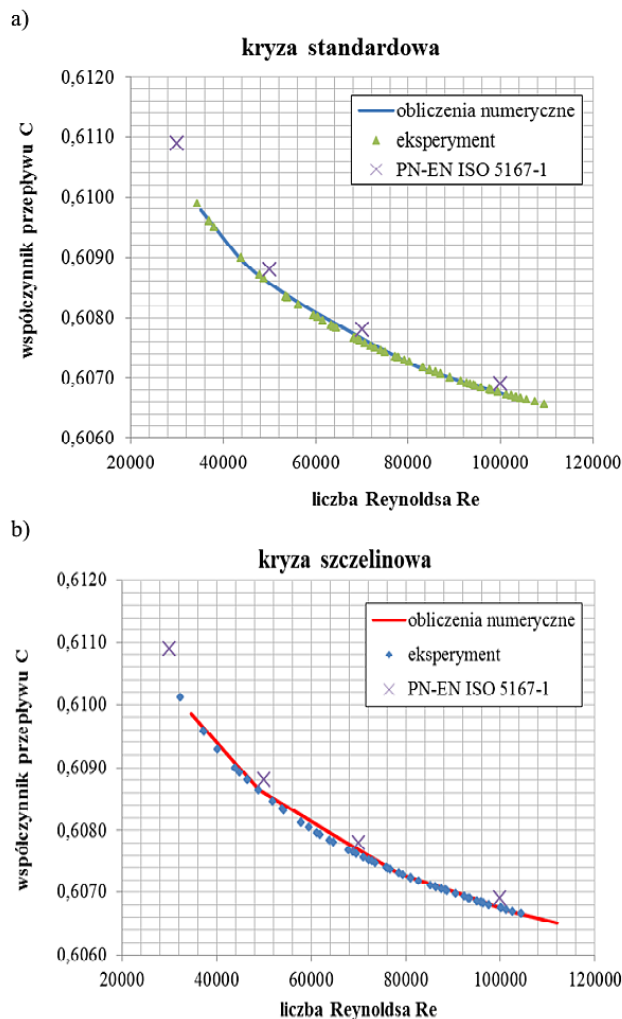 a)
kryza standardowa
współczynnik przepływu C
0,6120
0,6110
0,6100
0,6090
0,6080
0,6070
0,6060
obliczenia numeryczne
eksperyment
PN-EN ISO 5167-1
20000 40000 60000 80000 100000 120000
liczba Reynoldsa Re
b)
kryza szczelinowa
współczynnik przepływu C
0,6120
0,6110
0,6100
0,6090
0,6080
0,6070
0,6060
obliczenia numeryczne
eksperyment
PN-EN ISO 5167-1
20000 40000 60000 80000 100000 120000
liczba Reynoldsa Re